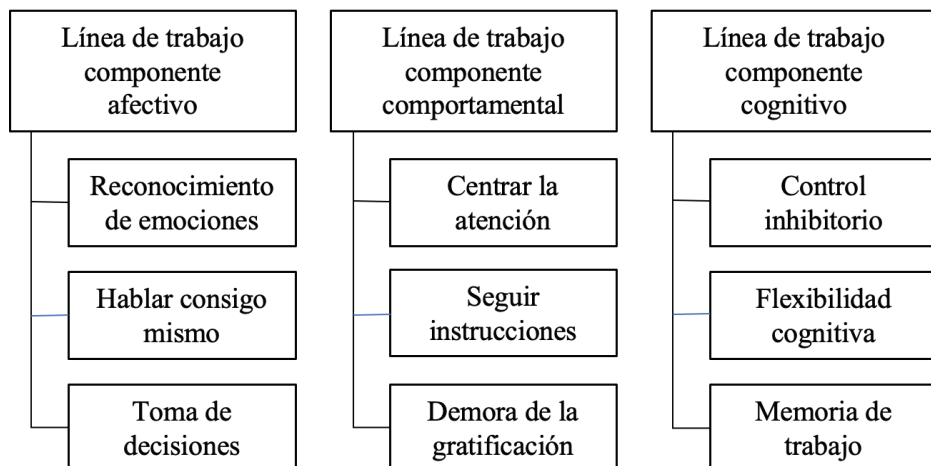 Línea de trabajo
componente
afectivo
Reconocimiento
de emociones
Hablar consigo
mismo
Toma de
decisiones
Línea de trabajo
componente
comportamental
Centrar la
atención
Seguir
instrucciones
Demora de la
gratificación
Línea de trabajo
componente
cognitivo
Control
inhibitorio
Flexibilidad
cognitiva
Memoria de
trabajo